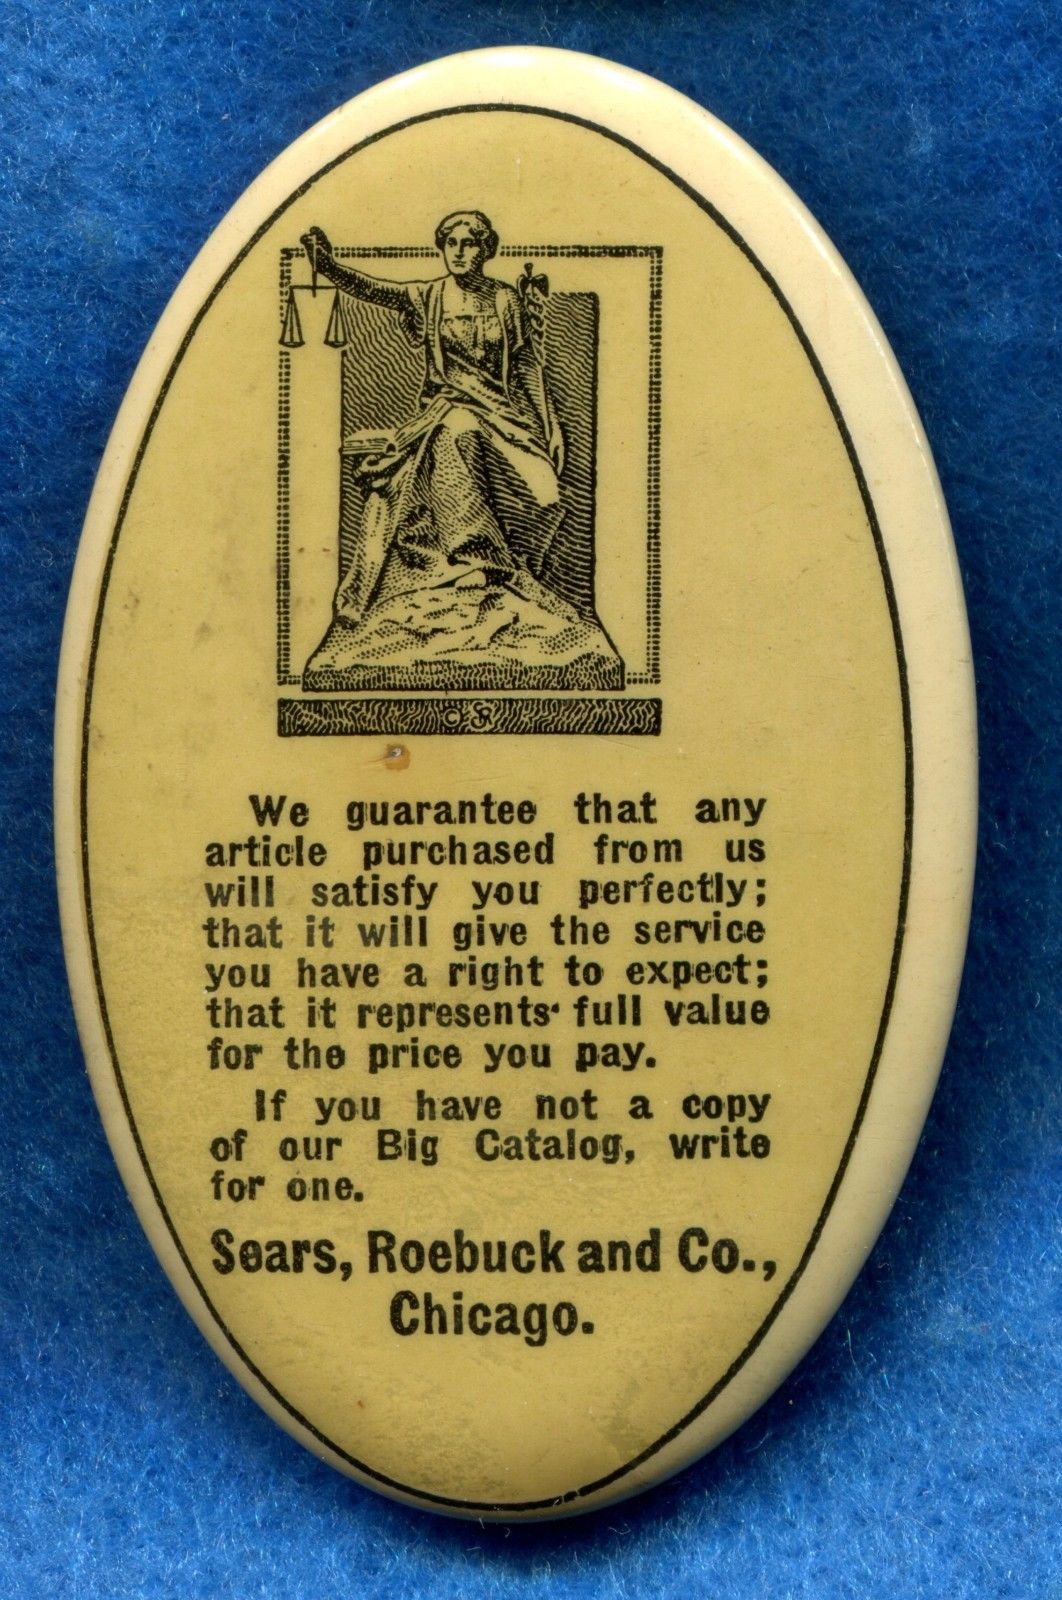 © SR
We guarantee that any
article purchased from us
will satisfy you perfectly;
that it will give the service
you have a right to expect;
that it represents full value
for the price you pay.
If you have not a copy
of our Big Catalog, write
for one.
Sears, Roebuck and Co.,
Chicago.